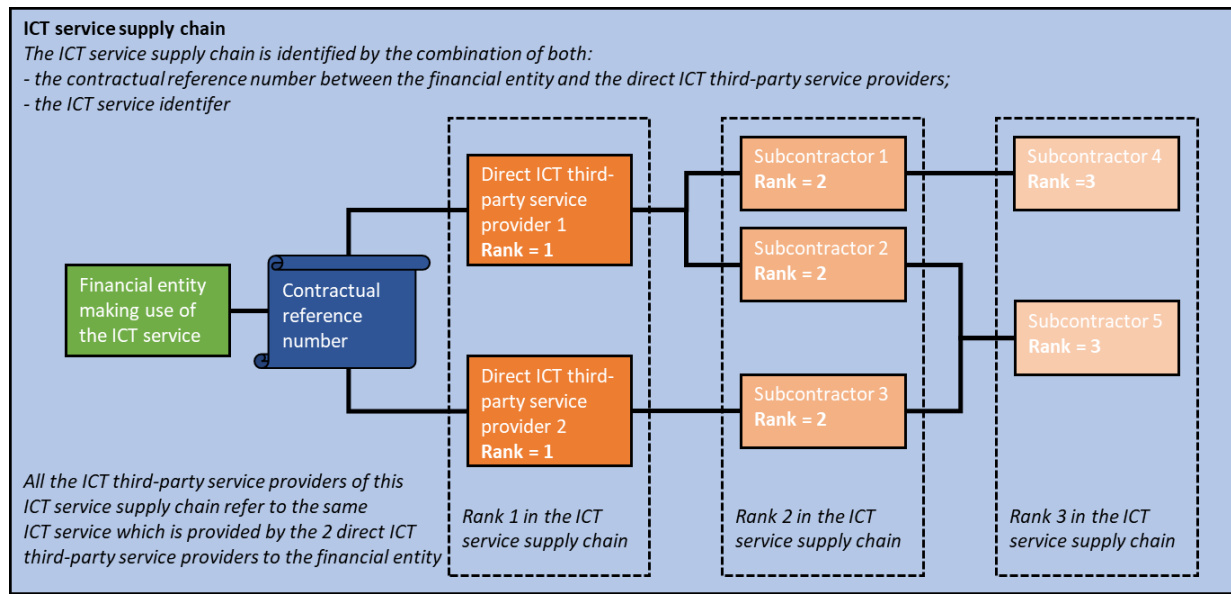 ICT service supply chain
The ICT service supply chain is identified by the combination of both:
- the contractual reference number between the financial entity and the direct ICT third-party service providers;
- the ICT service identifer
Financial entity
making use of
the ICT service
Contractual
reference
number
Direct ICT third-
party service
provider 1
Rank = 1
Direct ICT third-
party service
provider 2
Rank = 1
Subcontractor 1
Rank = 2
Subcontractor 2
Rank = 2
Subcontractor 3
Rank = 2
Subcontractor 4
Rank =3
Subcontractor 5
Rank = 3
All the ICT third-party service providers of this
ICT service supply chain refer to the same
ICT service which is provided by the 2 direct ICT
third-party service providers to the financial entity
Rank 1 in the ICT
service supply chain
Rank 2 in the ICT
service supply chain
Rank 3 in the ICT
service supply chain